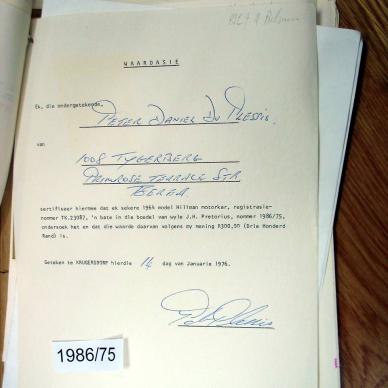 WAARDASIE
Ek, die ondergetekende,
PETER DANIEL DU PLESSIS
van
1008 TYGERBERG
PRIMROSE TERRACE STR
BEREA
sertifiseer hiermee dat ek sekere 1964 model Hillman motorkar, registrasie-
nommer TK.23987, 'n bate in die boedel van wyle J.H. Pretorius, nommer 1986/75,
ondersoek het en dat die waarde daarvan volgens my mening R300,00 (Drie Honderd
Rand) is.
Geteken te KRUGERSDORP hierdie 14 dag van Januarie 1976.
1986/75